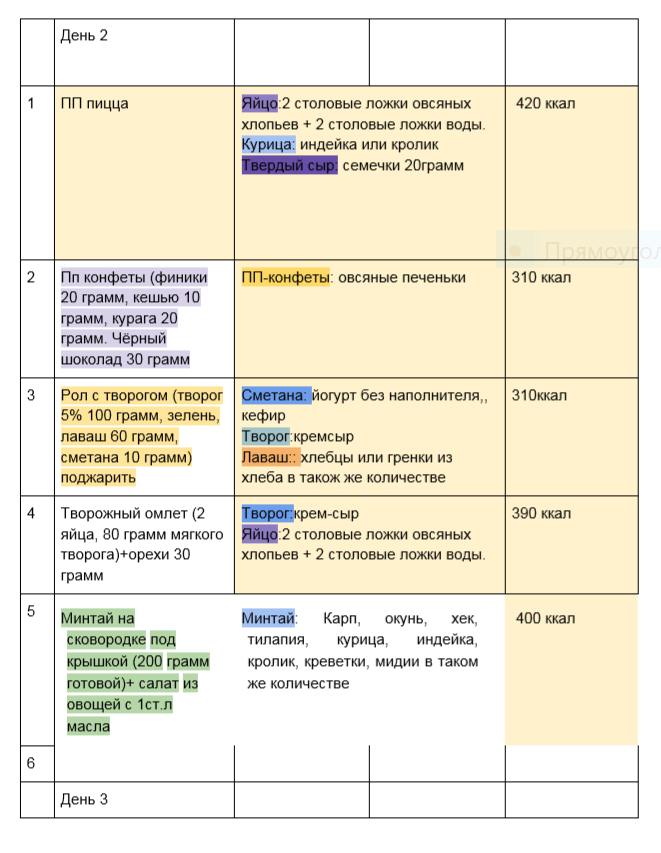 День 2
1
ПП пицца
Яйцо:2 столовые ложки овсяных
хлопьев + 2 столовые ложки воды.
Курица: индейка или кролик
Твердый сыр: семечки 20грамм
420 ккал
Прямоугол
2
Пп конфеты (финики
20 грамм, кешью 10
грамм, курага 20
грамм. Чёрный
шоколад 30 грамм
ПП-конфеты: овсяные печеньки
310 ккал
3
Рол с творогом (творог
5% 100 грамм, зелень,
лаваш 60 грамм,
сметана 10 грамм)
поджарить
Сметана: йогурт без наполнителя,,
кефир
Творог:кремсыр
Лаваш:: хлебцы или гренки из
хлеба в також же количестве
310ккал
4
Творожный омлет (2
яйца, 80 грамм мягкого
творога)+орехи 30
грамм
Творог:крем-сыр
Яйцо:2 столовые ложки овсяных
хлопьев + 2 столовые ложки воды.
390 ккал
5
Минтай на
сковородке под
крышкой (200 грамм
готовой)+ салат из
овощей с 1ст.л
масла
Минтай: Карп, окунь, хек,
тилапия, курица, индейка,
кролик, креветки, мидии в таком
же количестве
400 ккал
6
День 3